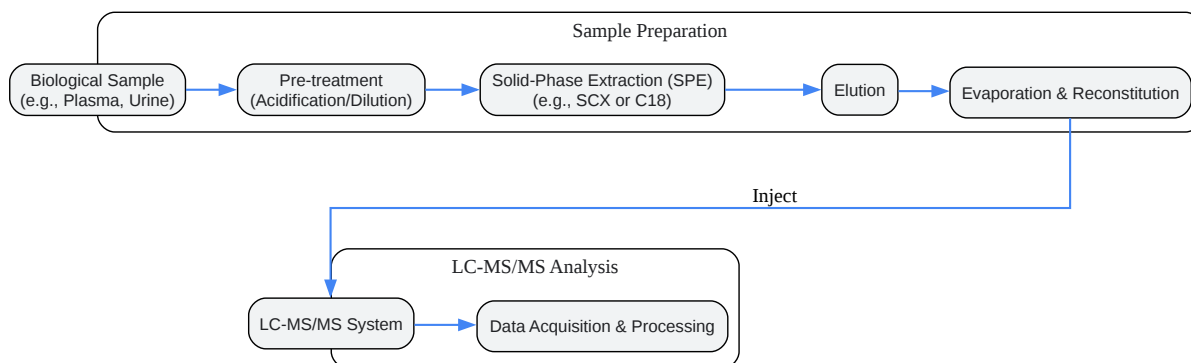 Sample Preparation
Biological Sample
(e.g., Plasma, Urine)
Pre-treatment
(Acidification/Dilution)
Solid-Phase Extraction (SPE)
(e.g., SCX or C18)
Elution
Evaporation & Reconstitution
Inject
LC-MS/MS Analysis
LC-MS/MS System
Data Acquisition & Processing